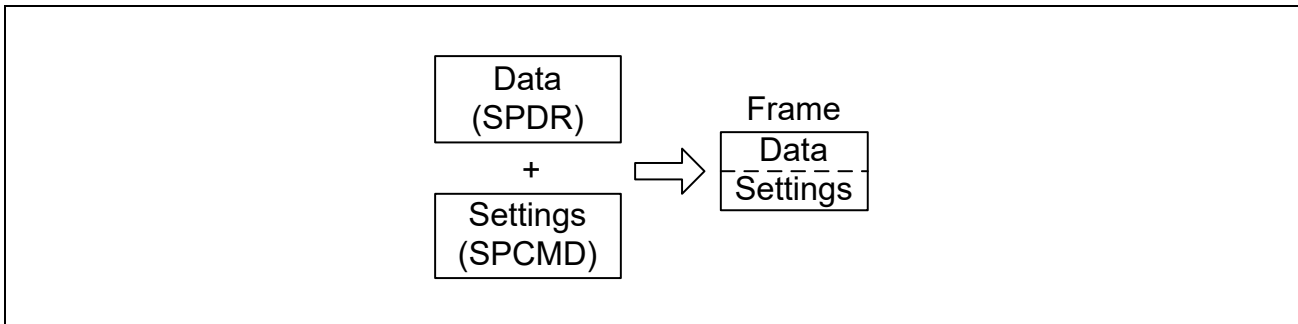 Data
(SPDR)
+
Settings
(SPCMD)
Frame
Data
Settings